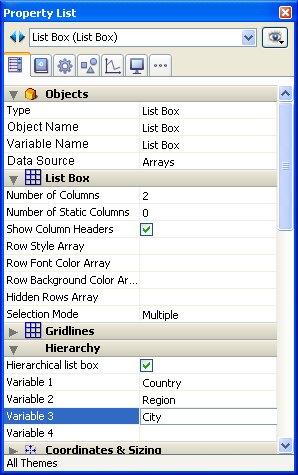 Property List
List Box (List Box)
Objects
Type List Box
Object Name List Box
Variable Name List Box
Data Source Arrays
List Box
Number of Columns 2
Number of Static Columns 0
Show Column Headers
Row Style Array
Row Font Color Array
Row Background Color Ar...
Hidden Rows Array
Selection Mode Multiple
Gridlines
Hierarchy
Hierarchical list box
Variable 1 Country
Variable 2 Region
Variable 3 City
Variable 4
Coordinates & Sizing
All Themes